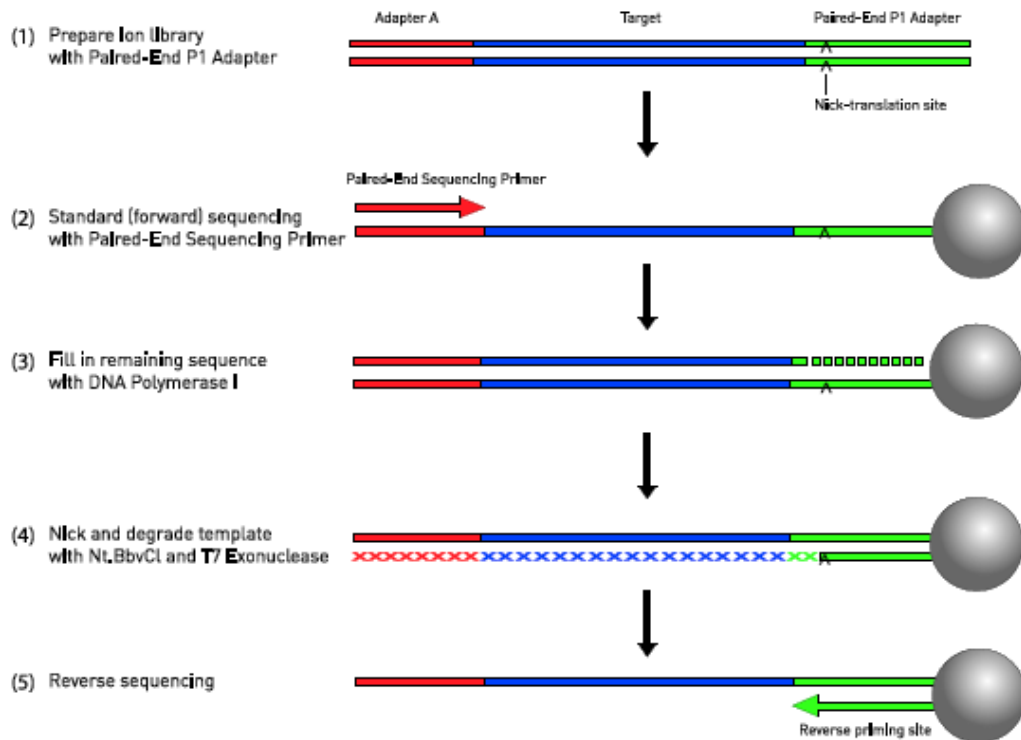 Adapter A
Target
Paired-End P1 Adapter
(1) Prepare Ion library
with Paired-End P1 Adapter
Nick-translation site
Paired-End Sequencing Primer
(2) Standard (forward) sequencing
with Paired-End Sequencing Primer
(3) Fill in remaining sequence
with DNA Polymerase I
(4) Nick and degrade template
with Nt.BbvCI and T7 Exonuclease
(5) Reverse sequencing
Reverse priming site